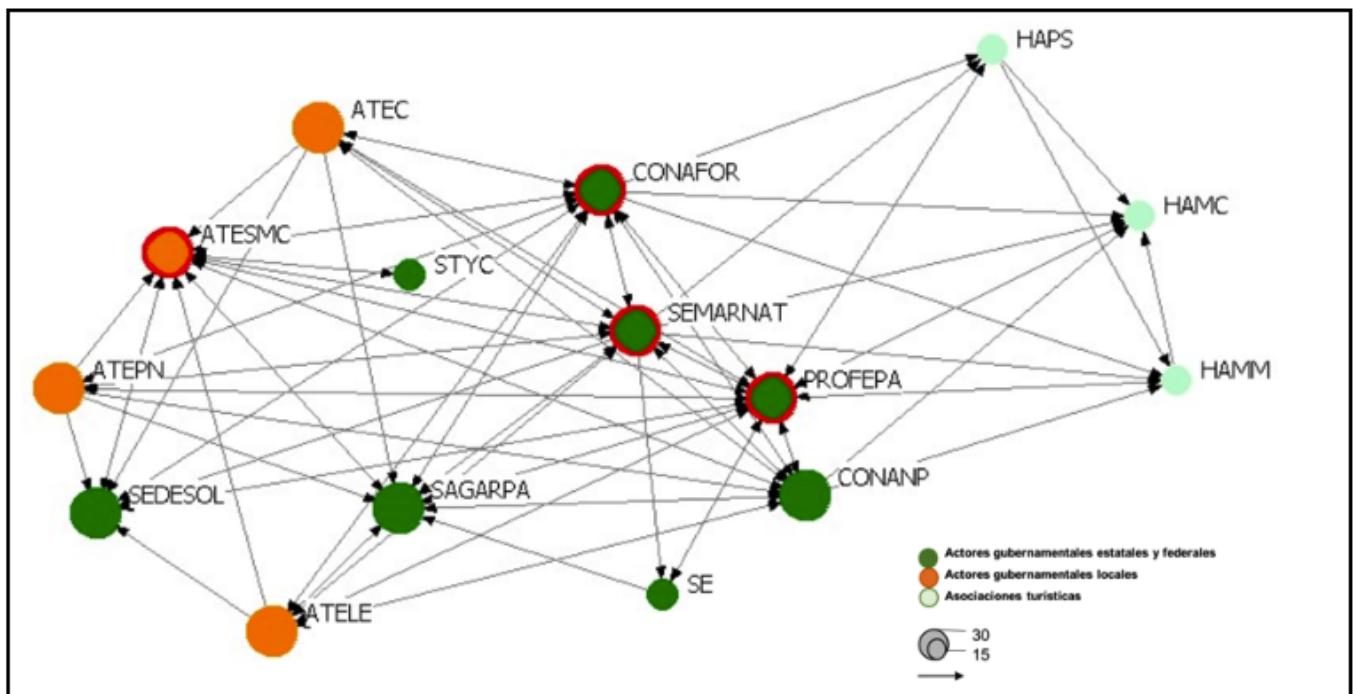 HAPS
ATEC
CONAFOR
HAMC
ATESMC
STYC
SEMARNAT
ATEPN
PROFEPA
HAMM
SEDESOL
SAGARPA
CONANP
SE
ATELE
Actores gubernamentales estatales y federales
Actores gubernamentales locales
Asociaciones turísticas
30
15